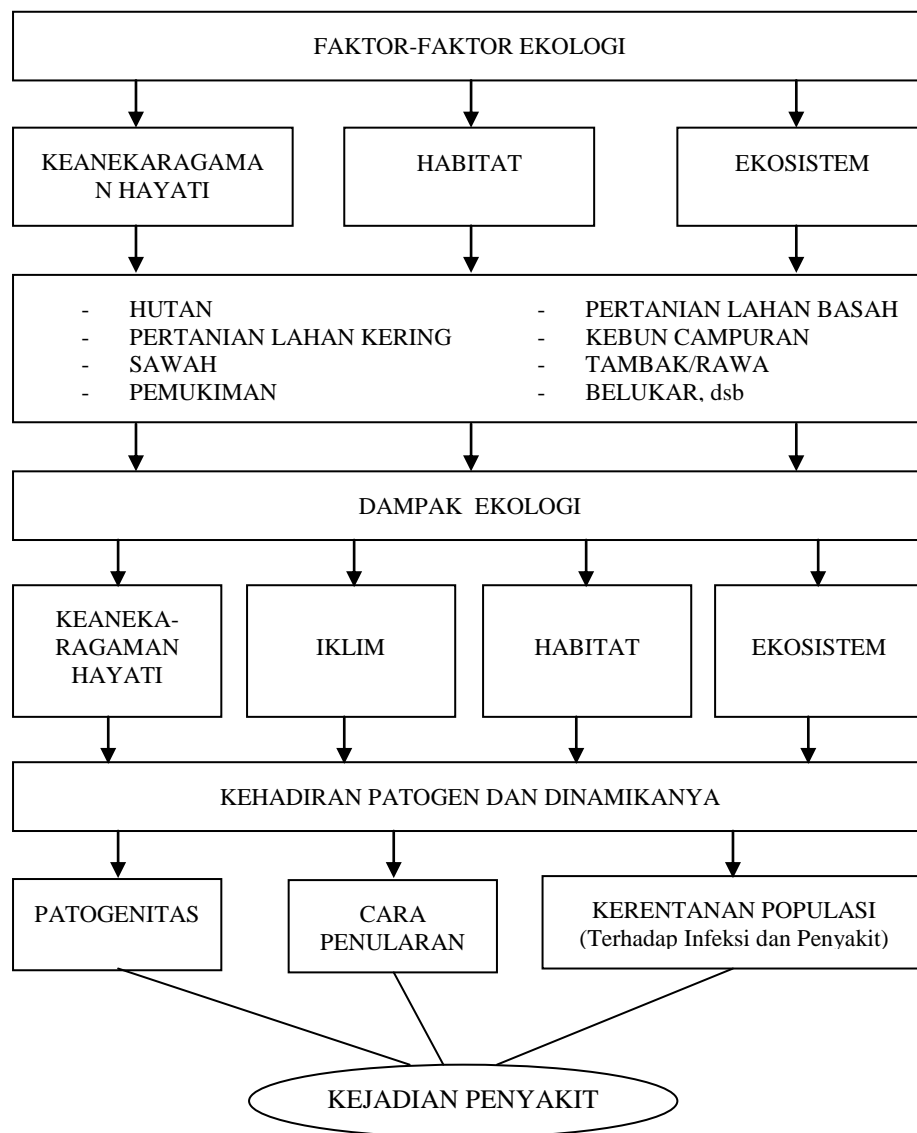 FAKTOR-FAKTOR EKOLOGI
KEANEKARAGAMA
N HAYATI
HABITAT
EKOSISTEM
- HUTAN
- PERTANIAN LAHAN KERING
- SAWAH
- PEMUKIMAN
- PERTANIAN LAHAN BASAH
- KEBUN CAMPURAN
- TAMBAK/RAWA
- BELUKAR, dsb
DAMPAK EKOLOGI
KEANEKA-
RAGAMAN
HAYATI
IKLIM
HABITAT
EKOSISTEM
KEHADIRAN PATOGEN DAN DINAMIKANYA
PATOGENITAS
CARA
PENULARAN
KERENTANAN POPULASI
(Terhadap Infeksi dan Penyakit)
KEJADIAN PENYAKIT